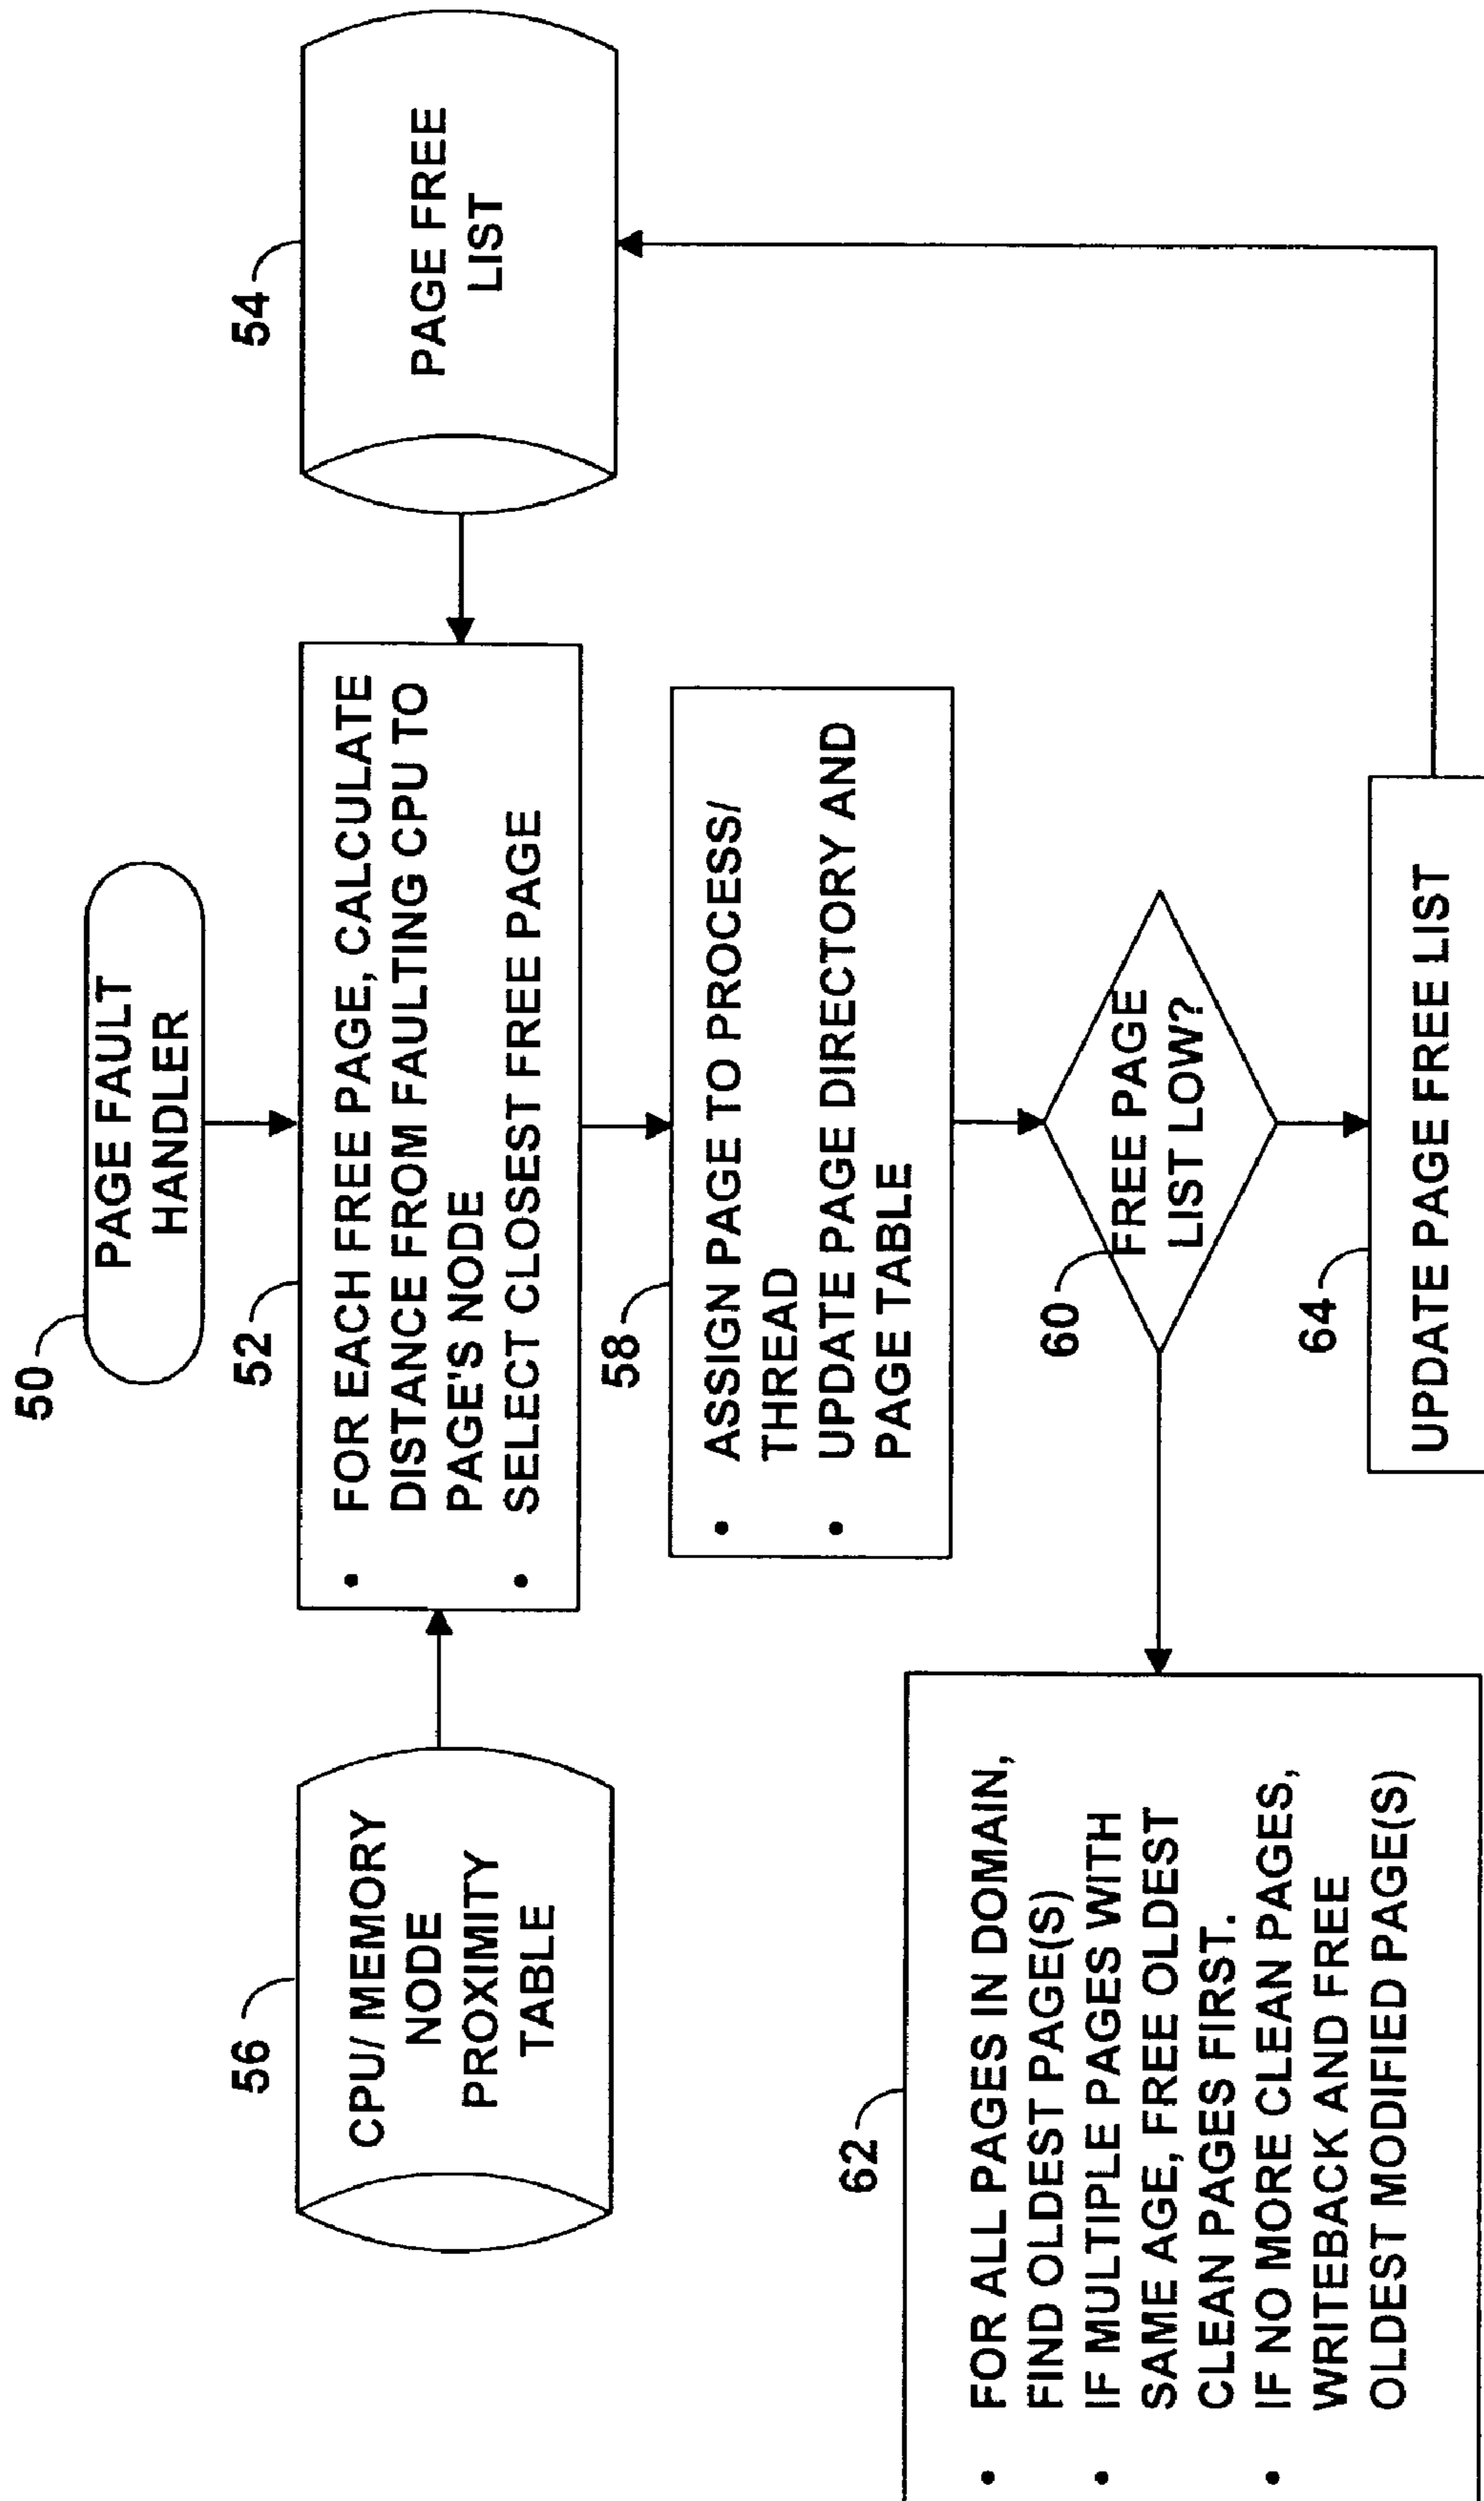 50
PAGE FAULT
HANDLER
56
CPU/ MEMORY
NODE
PROXIMITY
TABLE
52
• FOR EACH FREE PAGE, CALCULATE
DISTANCE FROM FAULTING CPU TO
PAGE'S NODE
• SELECT CLOSEST FREE PAGE
54
PAGE FREE
LIST
58
• ASSIGN PAGE TO PROCESS/
THREAD
• UPDATE PAGE DIRECTORY AND
PAGE TABLE
60
FREE PAGE
LIST LOW?
62
• FOR ALL PAGES IN DOMAIN,
FIND OLDEST PAGE(S)
• IF MULTIPLE PAGES WITH
SAME AGE, FREE OLDEST
CLEAN PAGES FIRST.
• IF NO MORE CLEAN PAGES,
WRITEBACK AND FREE
OLDEST MODIFIED PAGE(S)
64
UPDATE PAGE FREE LIST